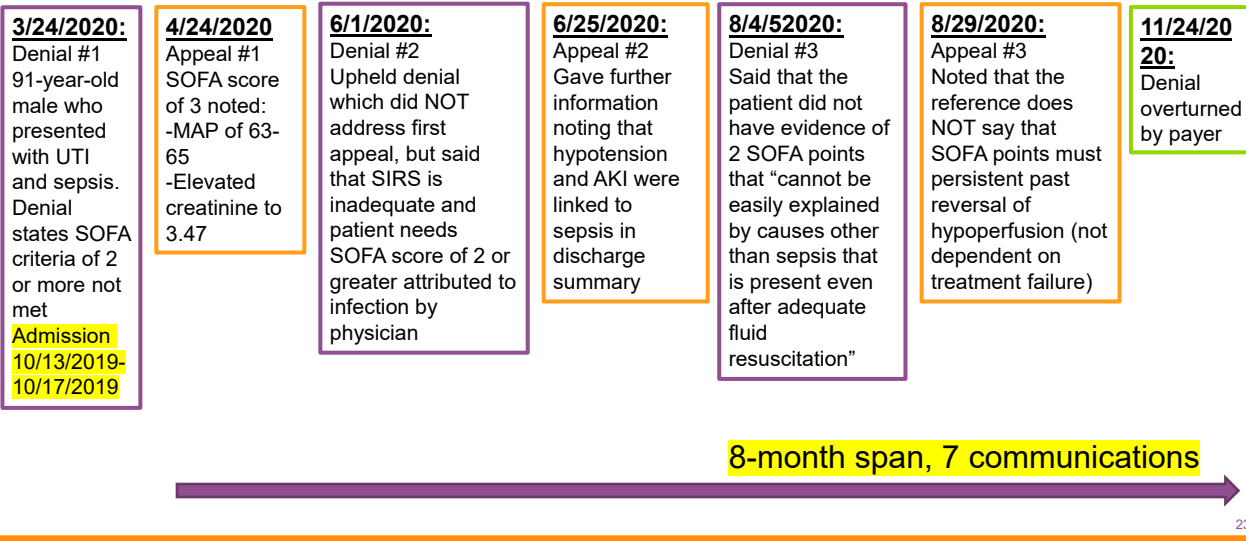 3/24/2020:
Denial #1
91-year-old
male who
presented
with UTI
and sepsis.
Denial
states SOFA
criteria of 2
or more not
met
Admission
10/13/2019-
10/17/2019
4/24/2020
Appeal #1
SOFA score
of 3 noted:
-MAP of 63-
65
-Elevated
creatinine to
3.47
6/1/2020:
Denial #2
Upheld denial
which did NOT
address first
appeal, but said
that SIRS is
inadequate and
patient needs
SOFA score of 2 or
greater attributed to
infection by
physician
6/25/2020:
Appeal #2
Gave further
information
noting that
hypotension
and AKI were
linked to
sepsis in
discharge
summary
8/4/52020:
Denial #3
Said that the
patient did not
have evidence of
2 SOFA points
that “cannot be
easily explained
by causes other
than sepsis that
is present even
after adequate
fluid
resuscitation”
8/29/2020:
Appeal #3
Noted that the
reference does
NOT say that
SOFA points must
persistent past
reversal of
hypoperfusion (not
dependent on
treatment failure)
11/24/20
20:
Denial
overturned
by payer
8-month span, 7 communications
23